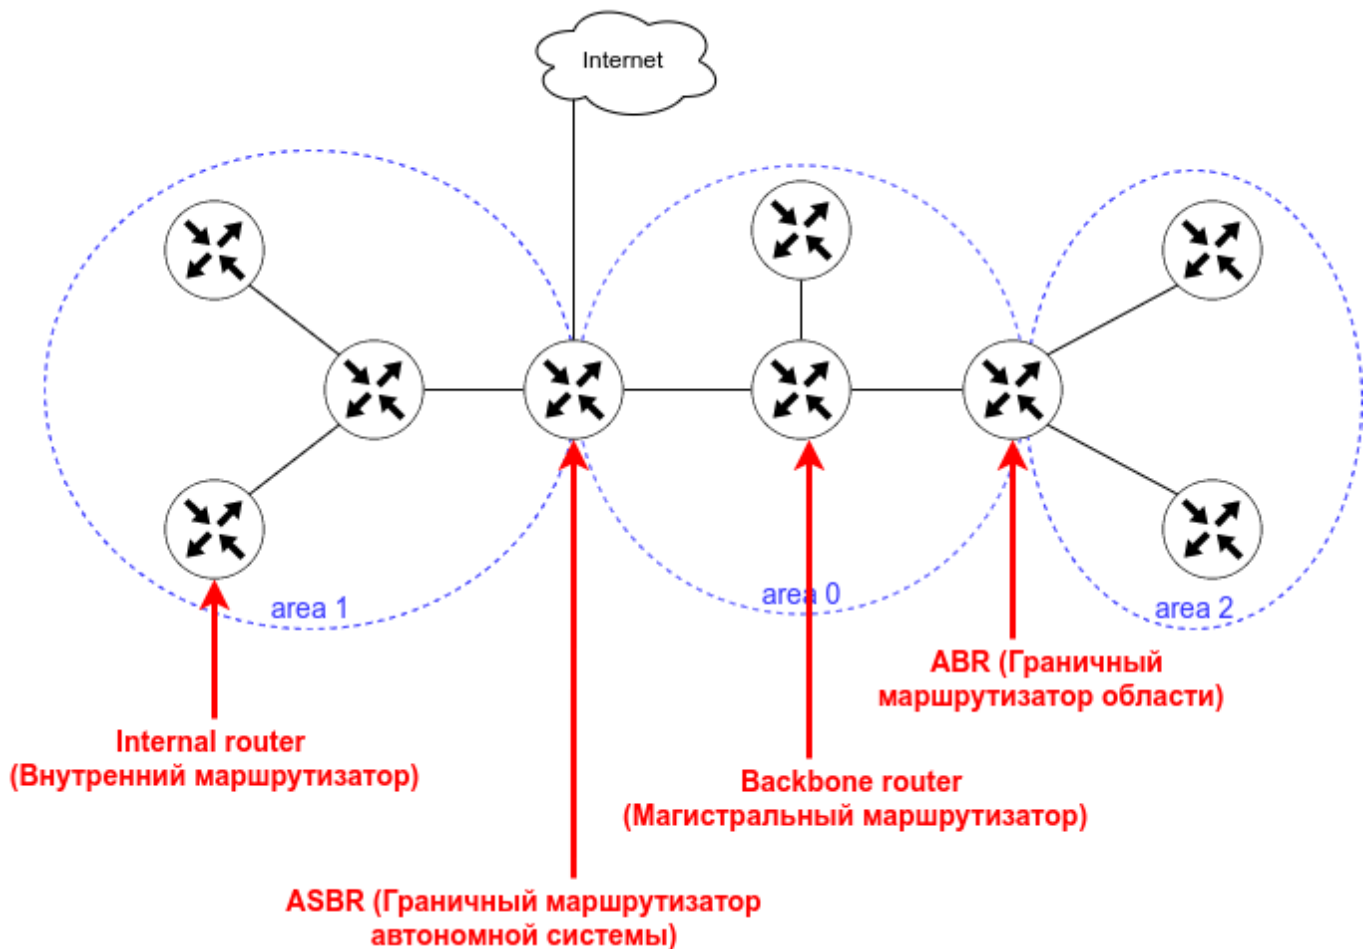 Internet
area 1
area 0
area 2
ABR (Граничный
маршрутизатор области)
Internal router
(Внутренний маршрутизатор)
Backbone router
(Магистральный маршрутизатор)
ASBR (Граничный маршрутизатор
автономной системы)